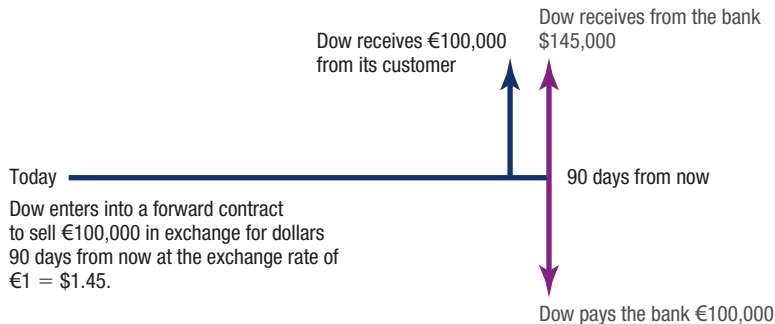 Dow receives from the bank
$145,000
Dow receives €100,000
from its customer
Today
90 days from now
Dow enters into a forward contract
to sell €100,000 in exchange for dollars
90 days from now at the exchange rate of
€1 = $1.45.
Dow pays the bank €100,000